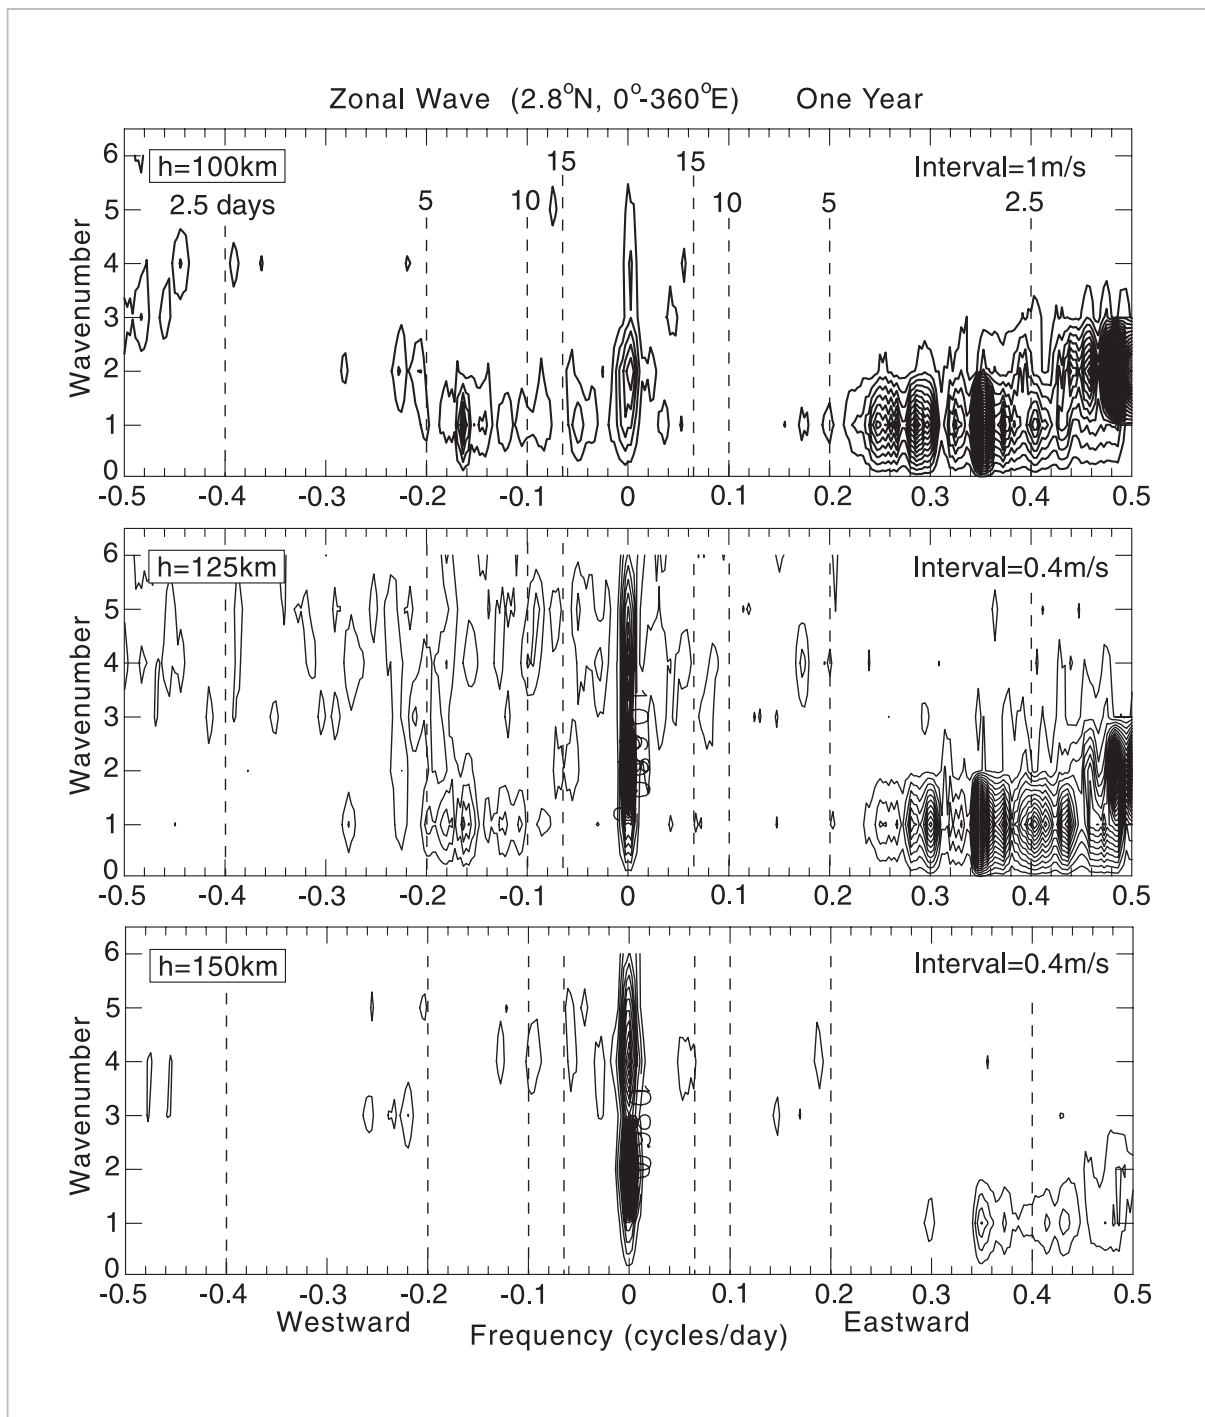 Zonal Wave (2.8°N, 0°-360°E) One Year
h=100km
Interval=1m/s
2.5 days
5
10
15
15
10
5
2.5
Wavenumber
6
5
4
3
2
1
0
-0.5 -0.4 -0.3 -0.2 -0.1 0 0.1 0.2 0.3 0.4 0.5
h=125km
Interval=0.4m/s
Wavenumber
6
5
4
3
2
1
0
-0.5 -0.4 -0.3 -0.2 -0.1 0 0.1 0.2 0.3 0.4 0.5
h=150km
Interval=0.4m/s
Wavenumber
6
5
4
3
2
1
0
-0.5 -0.4 -0.3 -0.2 -0.1 0 0.1 0.2 0.3 0.4 0.5
Westward Frequency (cycles/day) Eastward